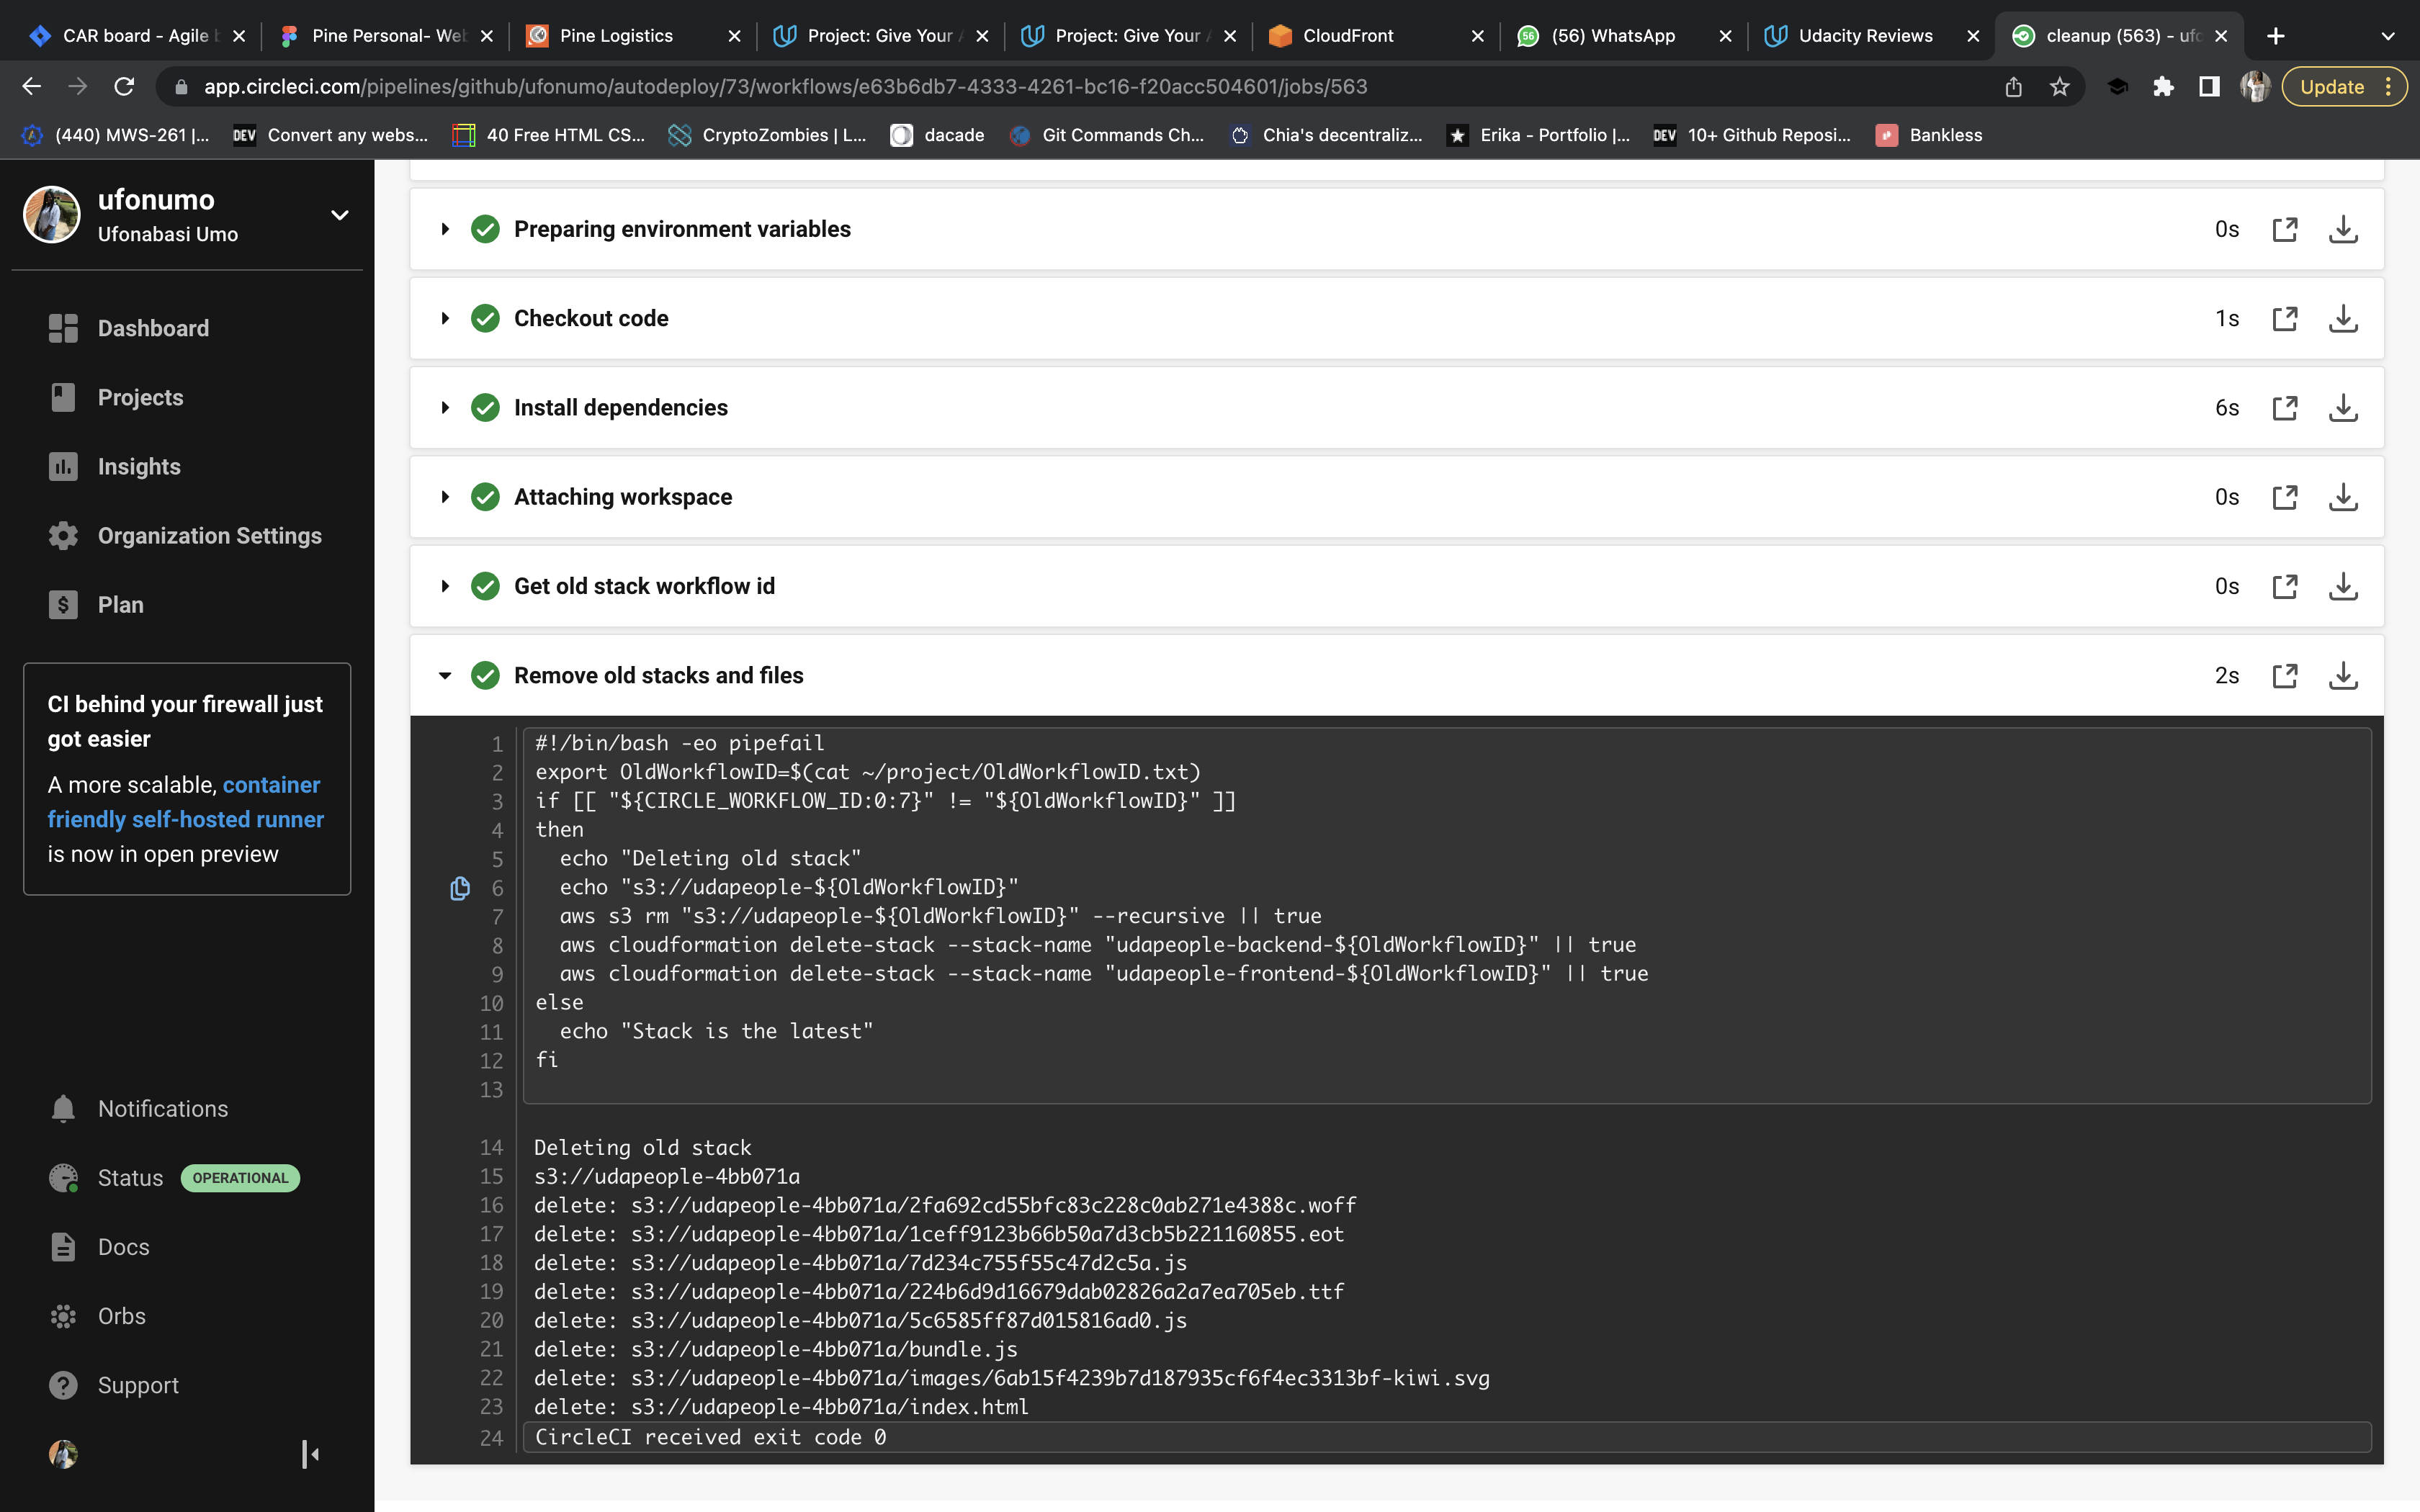 CAR board - Agile
Pine Personal- Web
Pine Logistics
Project: Give Your A
Project: Give Your A
CloudFront
56
(56) WhatsApp
Udacity Reviews
cleanup (563) - ufo
app.circleci.com/pipelines/github/ufonumo/autodeploy/73/workflows/e63b6db7-4333-4261-bc16-f20acc504601/jobs/563
Update
(440) MWS-261 |...
DEV Convert any webs...
40 Free HTML CS...
CryptoZombies | L...
dacade
Git Commands Ch...
Chia's decentraliz...
Erika - Portfolio |...
DEV 10+ Github Reposi...
Bankless
ufonumo
Ufonabasi Umo
Dashboard
Projects
Insights
Organization Settings
Plan
CI behind your firewall just
got easier
A more scalable, container
friendly self-hosted runner
is now in open preview
Notifications
Status OPERATIONAL
Docs
Orbs
Support
Preparing environment variables 0s
Checkout code 1s
Install dependencies 6s
Attaching workspace 0s
Get old stack workflow id 0s
Remove old stacks and files 2s
1 #!/bin/bash -eo pipefail
2 export OldWorkflowID=$(cat ~/project/OldWorkflowID.txt)
3 if [[ "${CIRCLE_WORKFLOW_ID:0:7}" != "${OldWorkflowID}" ]]
4 then
5 echo "Deleting old stack"
6 echo "s3://udapeople-${OldWorkflowID}"
7 aws s3 rm "s3://udapeople-${OldWorkflowID}" --recursive || true
8 aws cloudformation delete-stack --stack-name "udapeople-backend-${OldWorkflowID}" || true
9 aws cloudformation delete-stack --stack-name "udapeople-frontend-${OldWorkflowID}" || true
10 else
11 echo "Stack is the latest"
12 fi
13
14 Deleting old stack
15 s3://udapeople-4bb071a
16 delete: s3://udapeople-4bb071a/2fa692cd55bfc83c228c0ab271e4388c.woff
17 delete: s3://udapeople-4bb071a/1ceff9123b66b50a7d3cb5b221160855.eot
18 delete: s3://udapeople-4bb071a/7d234c755f55c47d2c5a.js
19 delete: s3://udapeople-4bb071a/224b6d9d16679dab02826a2a7ea705eb.ttf
20 delete: s3://udapeople-4bb071a/5c6585ff87d015816ad0.js
21 delete: s3://udapeople-4bb071a/bundle.js
22 delete: s3://udapeople-4bb071a/images/6ab15f4239b7d187935cf6f4ec3313bf-kiwi.svg
23 delete: s3://udapeople-4bb071a/index.html
24 CircleCI received exit code 0